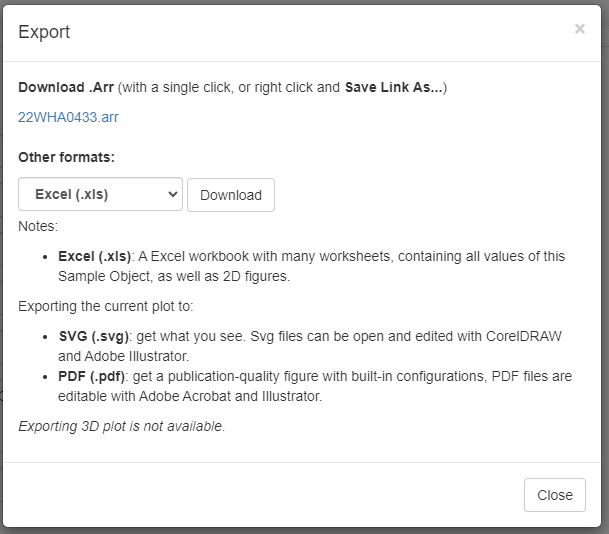 Export
×
Download .Arr (with a single click, or right click and Save Link As...)
22WHA0433.arr
Other formats:
Excel (.xls)
Download
Notes:
• Excel (.xls): A Excel workbook with many worksheets, containing all values of this
Sample Object, as well as 2D figures.
Exporting the current plot to:
• SVG (.svg): get what you see. Svg files can be open and edited with CorelDRAW
and Adobe Illustrator.
• PDF (.pdf): get a publication-quality figure with built-in configurations, PDF files are
editable with Adobe Acrobat and Illustrator.
Exporting 3D plot is not available.
Close